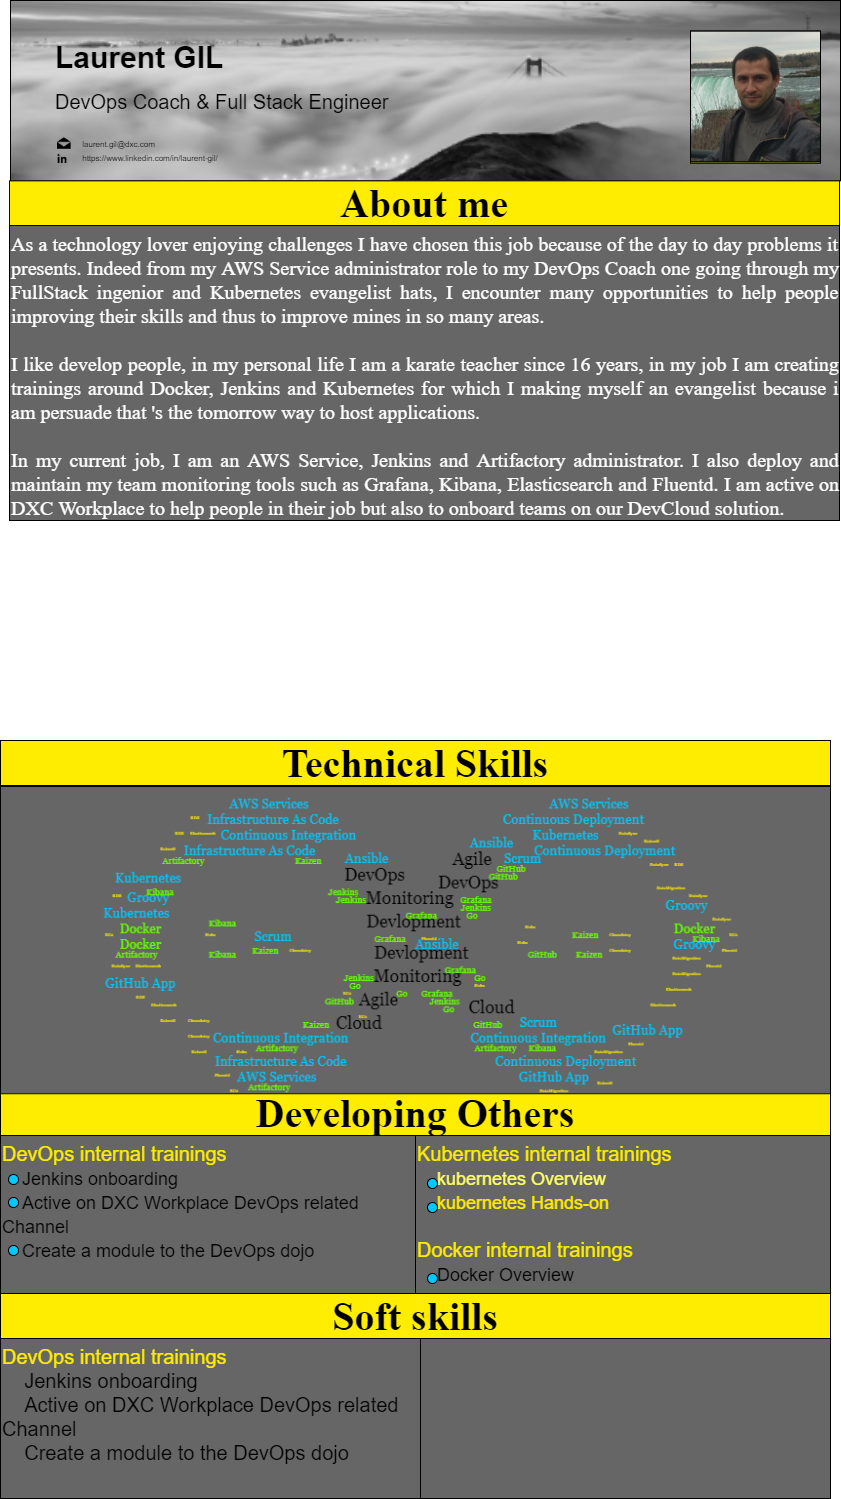 Laurent GIL
DevOps Coach & Full Stack Engineer
laurent.gil@dxc.com
https://www.linkedin.com/in/laurent-gil/
About me
As a technology lover enjoying challenges I have chosen this job because of the day to day problems it
presents. Indeed from my AWS Service administrator role to my DevOps Coach one going through my
FullStack ingenior and Kubernetes evangelist hats, I encounter many opportunities to help people
improving their skills and thus to improve mines in so many areas.
I like develop people, in my personal life I am a karate teacher since 16 years, in my job I am creating
trainings around Docker, Jenkins and Kubernetes for which I making myself an evangelist because i
am persuade that 's the tomorrow way to host applications.
In my current job, I am an AWS Service, Jenkins and Artifactory administrator. I also deploy and
maintain my team monitoring tools such as Grafana, Kibana, Elasticsearch and Fluentd. I am active on
DXC Workplace to help people in their job but also to onboard teams on our DevCloud solution.
Technical Skills
AWS Services AWS Services
Infrastructure As Code Continuous Deployment
Continuous Integration Kubernetes
Ansible
Infrastructure As Code Continuous Deployment
Artifactory Kaizen Ansible Agile Scrum
GitHub
DevOps GitHub
Kubernetes DevOps
Kibana Jenkins
Groovy Jenkins Monitoring Grafana Groovy
Jenkins
Kubernetes Grafana Go
Docker Kibana Devlopment Docker
Scrum Grafana Kaizen Kibana
Docker Ansible Groovy
Artifactory Kibana Kaizen Devlopment GitHub Kaizen
Grafana
GitHub App Jenkins Monitoring Go
Go
Go Grafana
GitHub Agile Jenkins
Go Cloud
Kaizen Cloud GitHub Scrum
GitHub App
Continuous Integration Continuous Integration
Artifactory Artifactory Kibana
Infrastructure As Code Continuous Deployment
AWS Services GitHub App
Artifactory
Developing Others
DevOps internal trainings
Jenkins onboarding
Active on DXC Workplace DevOps related
Channel
Create a module to the DevOps dojo
Kubernetes internal trainings
kubernetes Overview
kubernetes Hands-on
Docker internal trainings
Docker Overview
Soft skills
DevOps internal trainings
Jenkins onboarding
Active on DXC Workplace DevOps related
Channel
Create a module to the DevOps dojo